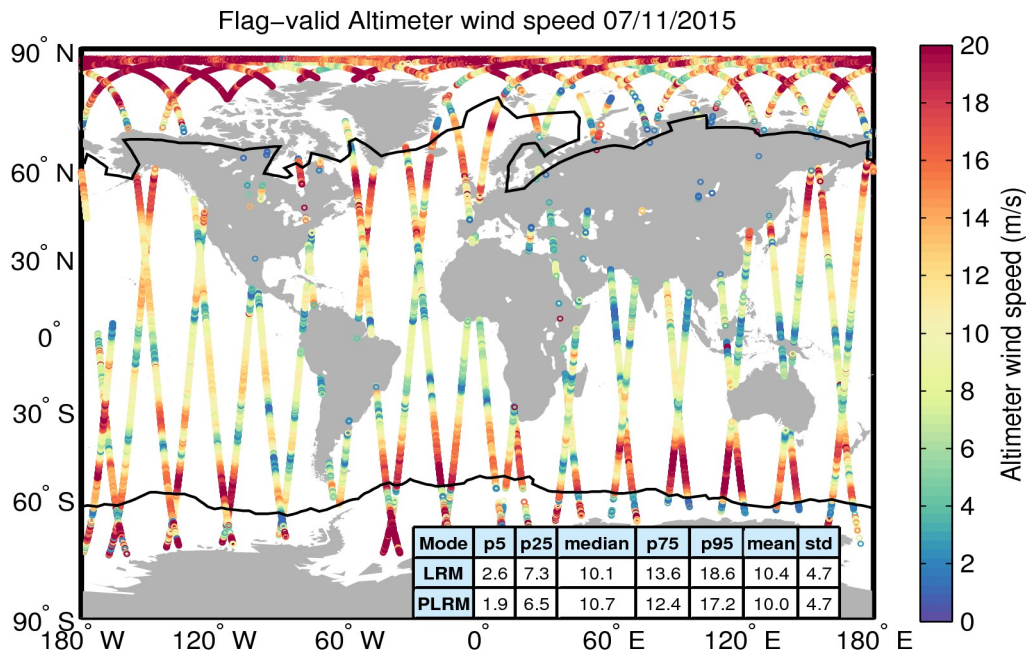 Flag−valid Altimeter wind speed 07/11/2015
90° N
60° N
30° N
0°
30° S
60° S
90° S
180° W
120° W
60° W
0°
60° E
120° E
180° E
Mode p5 p25 median p75 p95 mean std
LRM 2.6 7.3 10.1 13.6 18.6 10.4 4.7
PLRM 1.9 6.5 10.7 12.4 17.2 10.0 4.7
20
18
16
14
12
10
8
6
4
2
0
Altimeter wind speed (m/s)